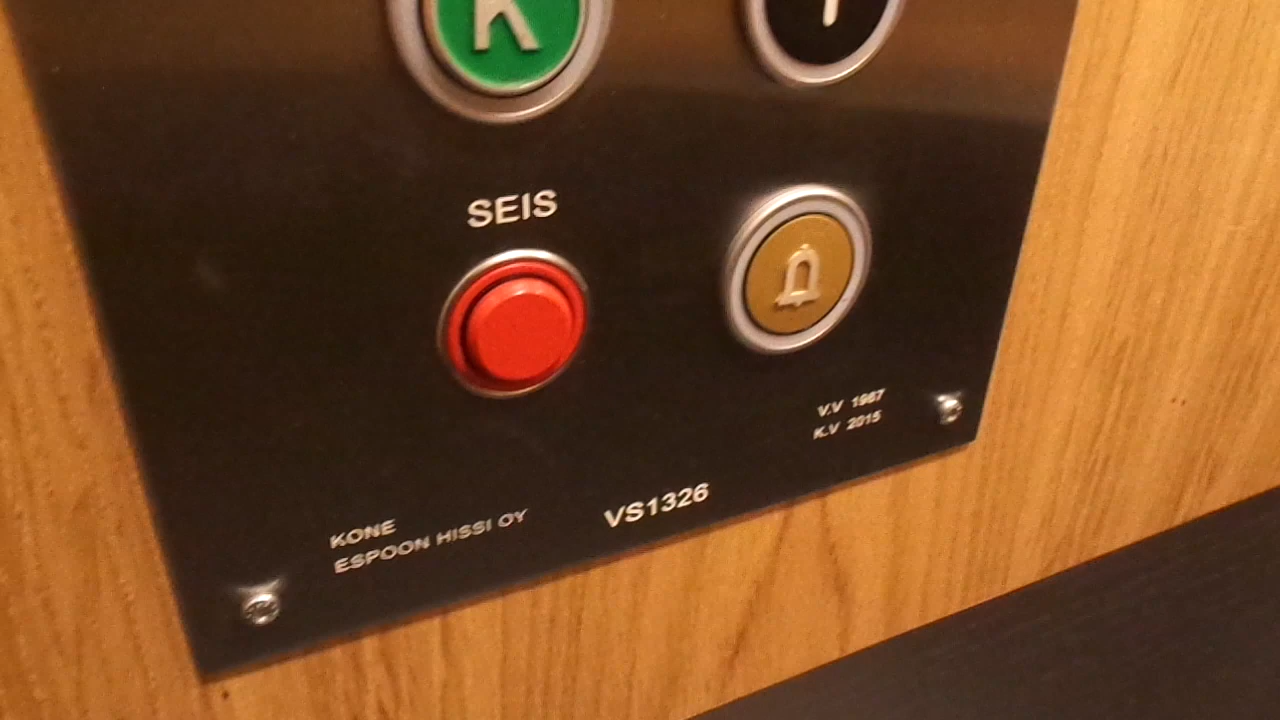 K
SEIS
V.V 1987
K.V 2015
VS1326
KONE
ESPOON HISSI OY